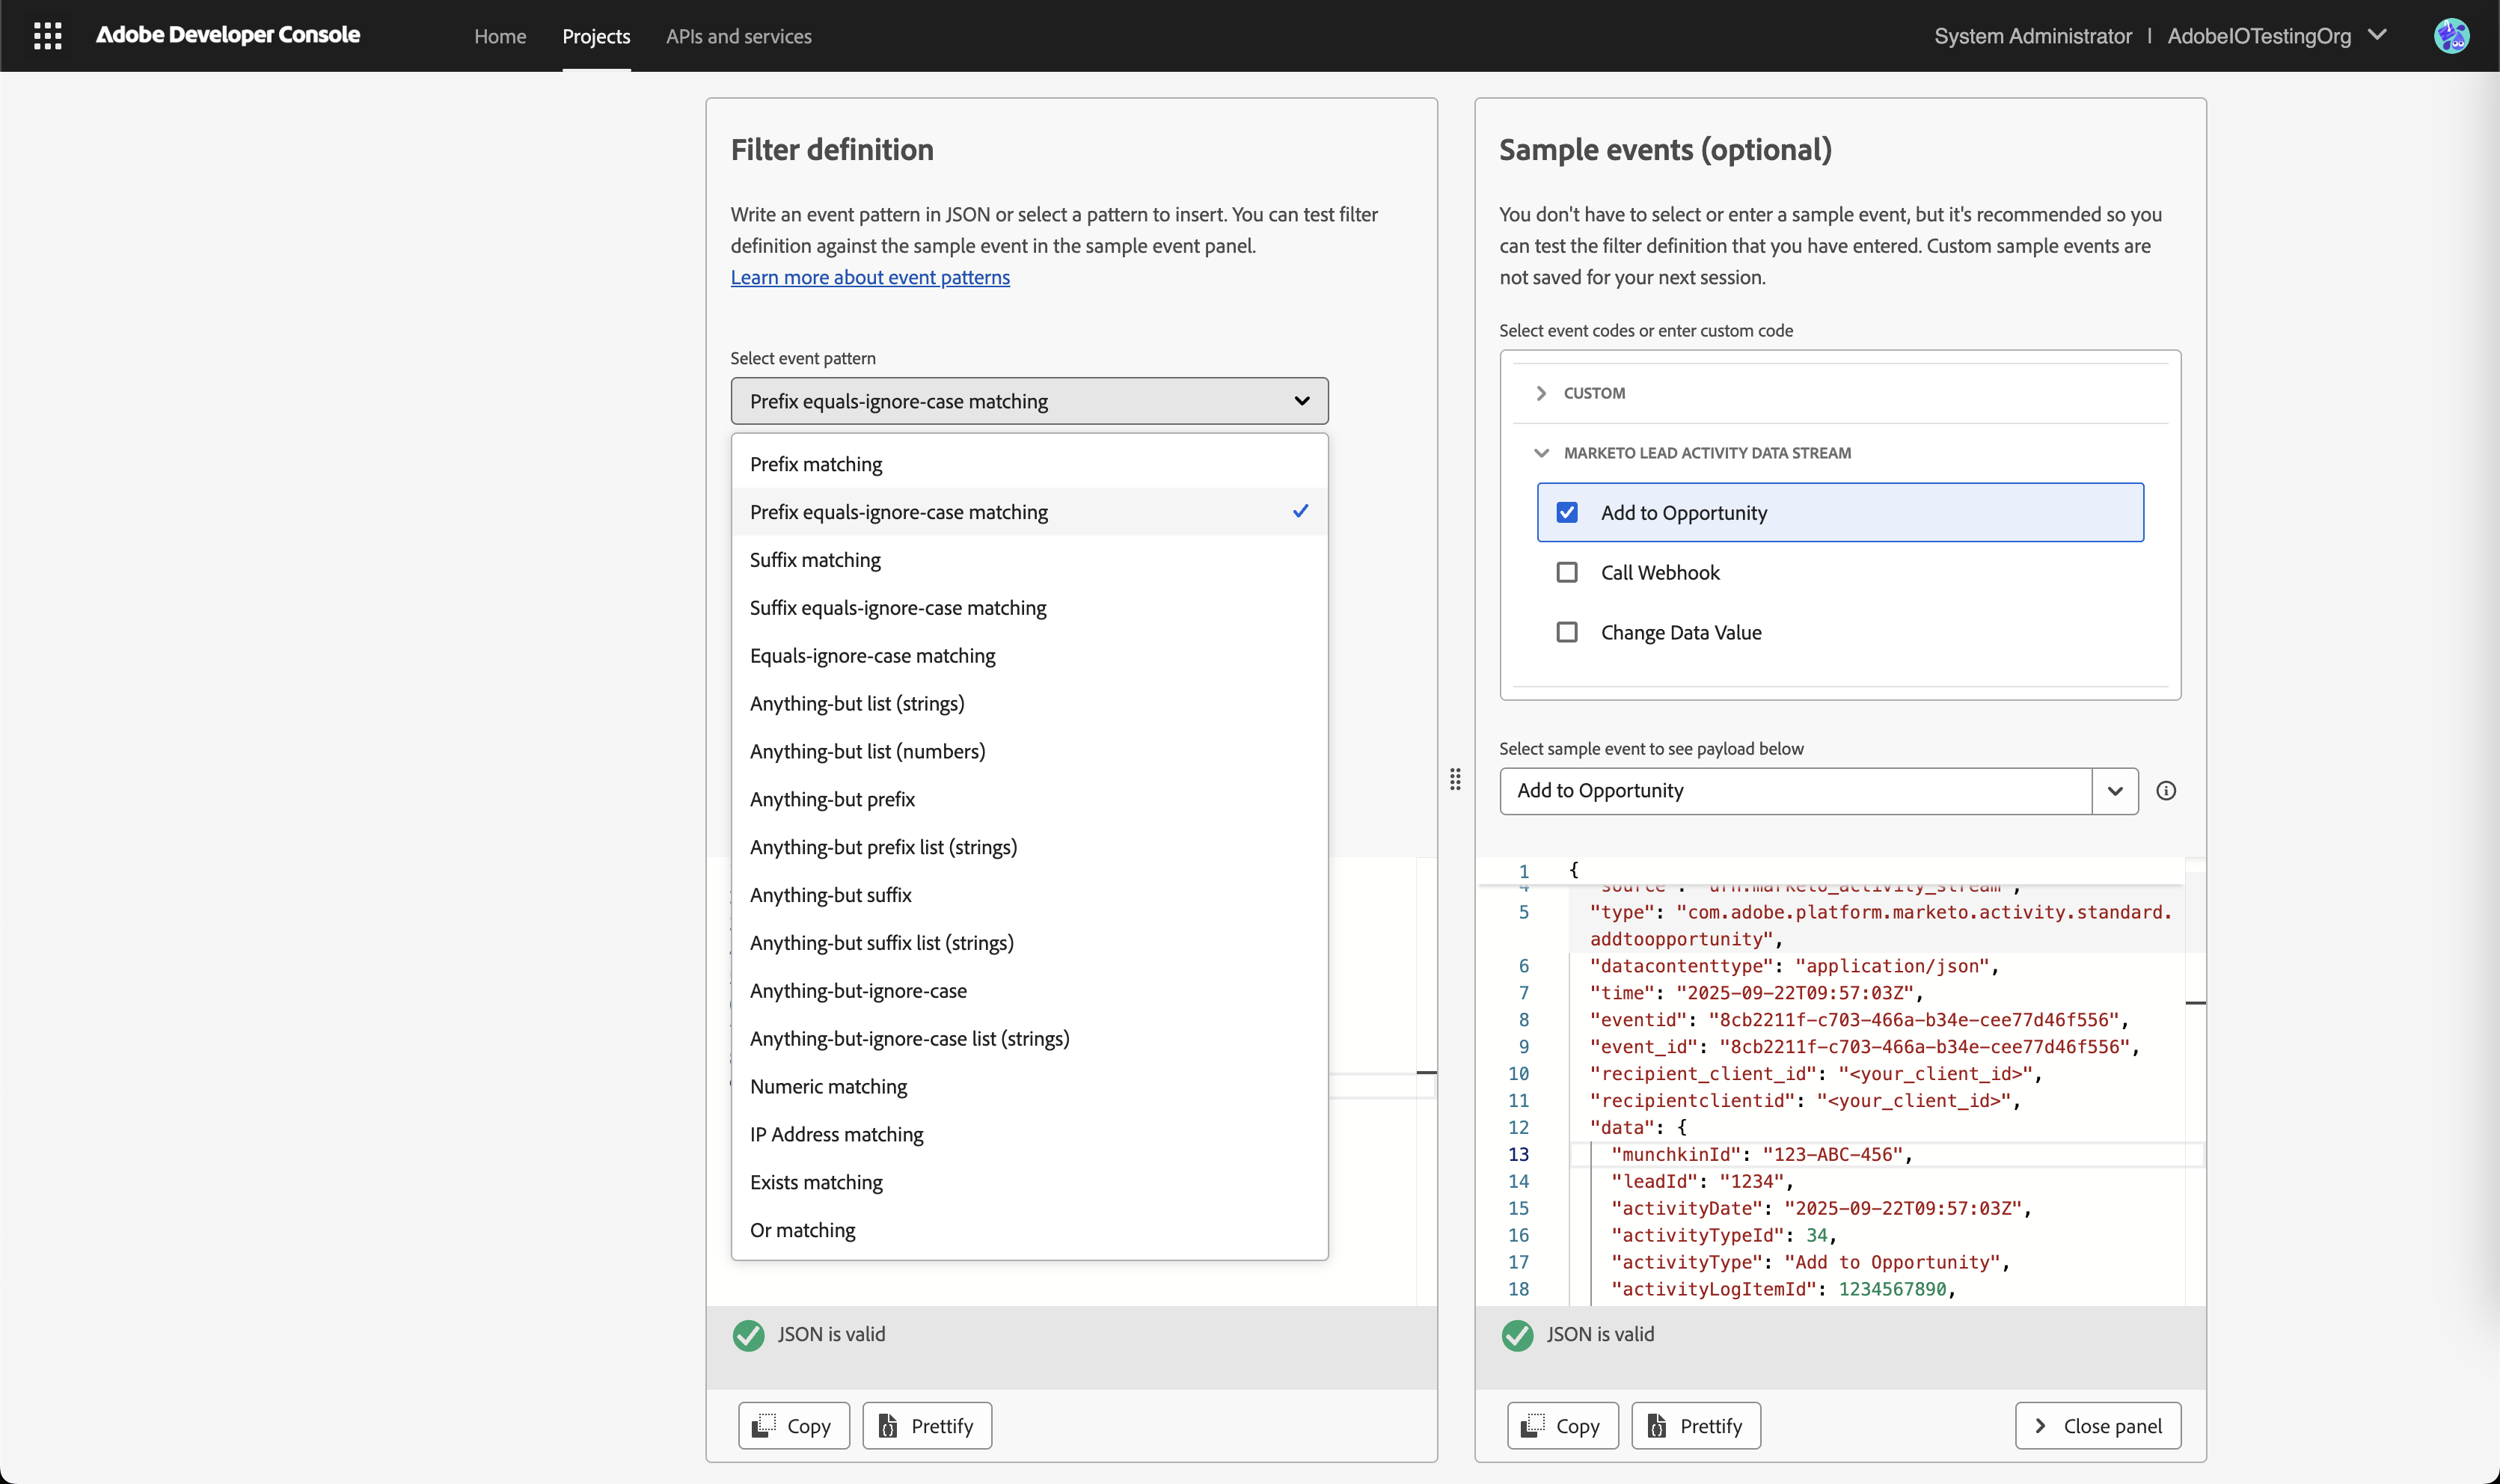 Adobe Developer Console
Home
Projects
APIs and services
System Administrator | AdobeIOTestingOrg
Filter definition
Write an event pattern in JSON or select a pattern to insert. You can test filter
definition against the sample event in the sample event panel.
Learn more about event patterns
Select event pattern
Prefix equals-ignore-case matching
Prefix matching
Prefix equals-ignore-case matching
Suffix matching
Suffix equals-ignore-case matching
Equals-ignore-case matching
Anything-but list (strings)
Anything-but list (numbers)
Anything-but prefix
Anything-but prefix list (strings)
Anything-but suffix
Anything-but suffix list (strings)
Anything-but-ignore-case
Anything-but-ignore-case list (strings)
Numeric matching
IP Address matching
Exists matching
Or matching
JSON is valid
Copy
Prettify
Sample events (optional)
You don't have to select or enter a sample event, but it's recommended so you
can test the filter definition that you have entered. Custom sample events are
not saved for your next session.
Select event codes or enter custom code
CUSTOM
MARKETO LEAD ACTIVITY DATA STREAM
Add to Opportunity
Call Webhook
Change Data Value
Select sample event to see payload below
Add to Opportunity
1 {
4 "source": "urn:marketo_activity_stream",
5 "type": "com.adobe.platform.marketo.activity.standard.
addtoopportunity",
6 "datacontenttype": "application/json",
7 "time": "2025-09-22T09:57:03Z",
8 "eventid": "8cb2211f-c703-466a-b34e-cee77d46f556",
9 "event_id": "8cb2211f-c703-466a-b34e-cee77d46f556",
10 "recipient_client_id": "<your_client_id>",
11 "recipientclientid": "<your_client_id>",
12 "data": {
13 "munchkinId": "123-ABC-456",
14 "leadId": "1234",
15 "activityDate": "2025-09-22T09:57:03Z",
16 "activityTypeId": 34,
17 "activityType": "Add to Opportunity",
18 "activityLogItemId": 1234567890,
JSON is valid
Copy
Prettify
Close panel